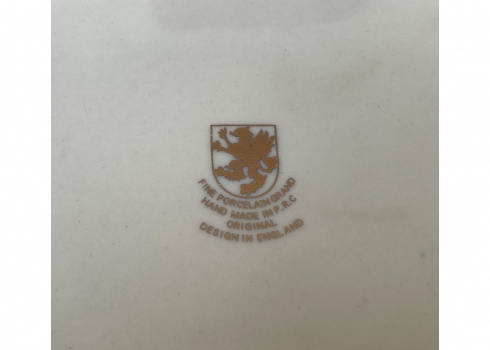 FINE PORCELAIN GRAND
HAND MADE IN P.R.C
ORIGINAL
DESIGN IN ENGLAND